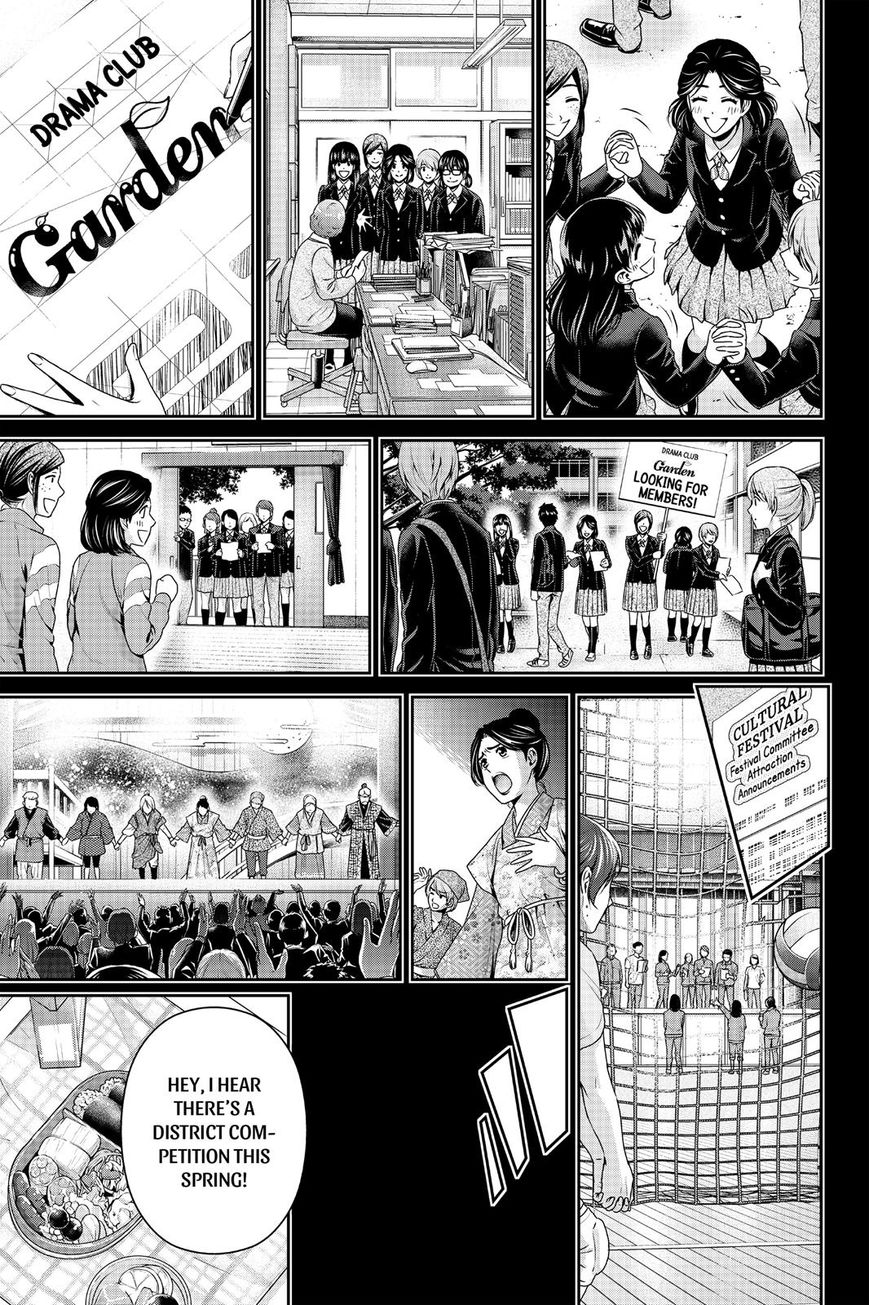 DRAMA CLUB
Garden
DRAMA CLUB
Garden
LOOKING FOR
MEMBERS!
CULTURAL
FESTIVAL
Festival Committee
Attraction
Announcements
HEY, I HEAR
THERE'S A
DISTRICT COM-
PETITION THIS
SPRING!